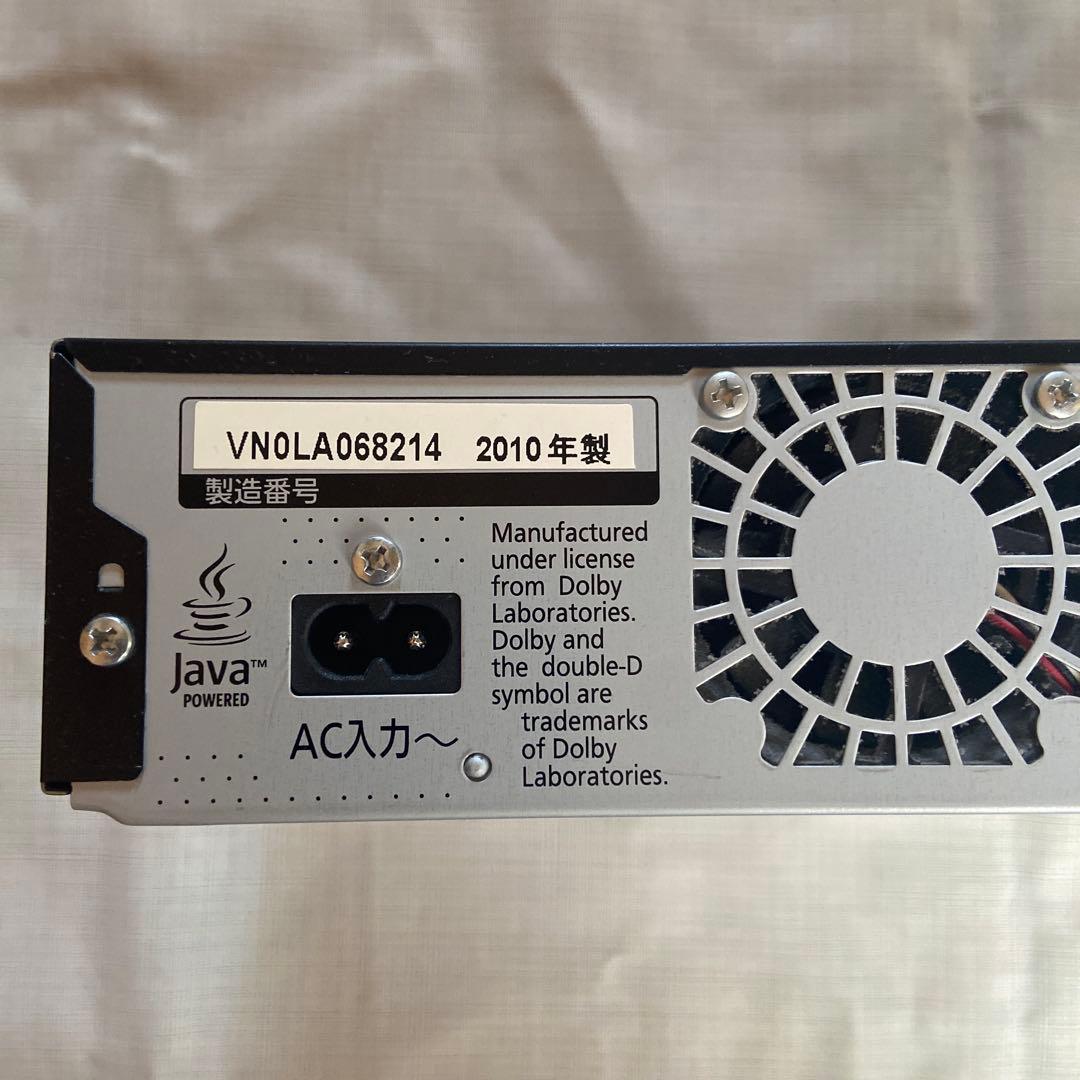 VN0LA068214 2010年製
製造番号
Java™
POWERED
AC入力～
Manufactured
under license
from Dolby
Laboratories.
Dolby and
the double-D
symbol are
trademarks
of Dolby
Laboratories.